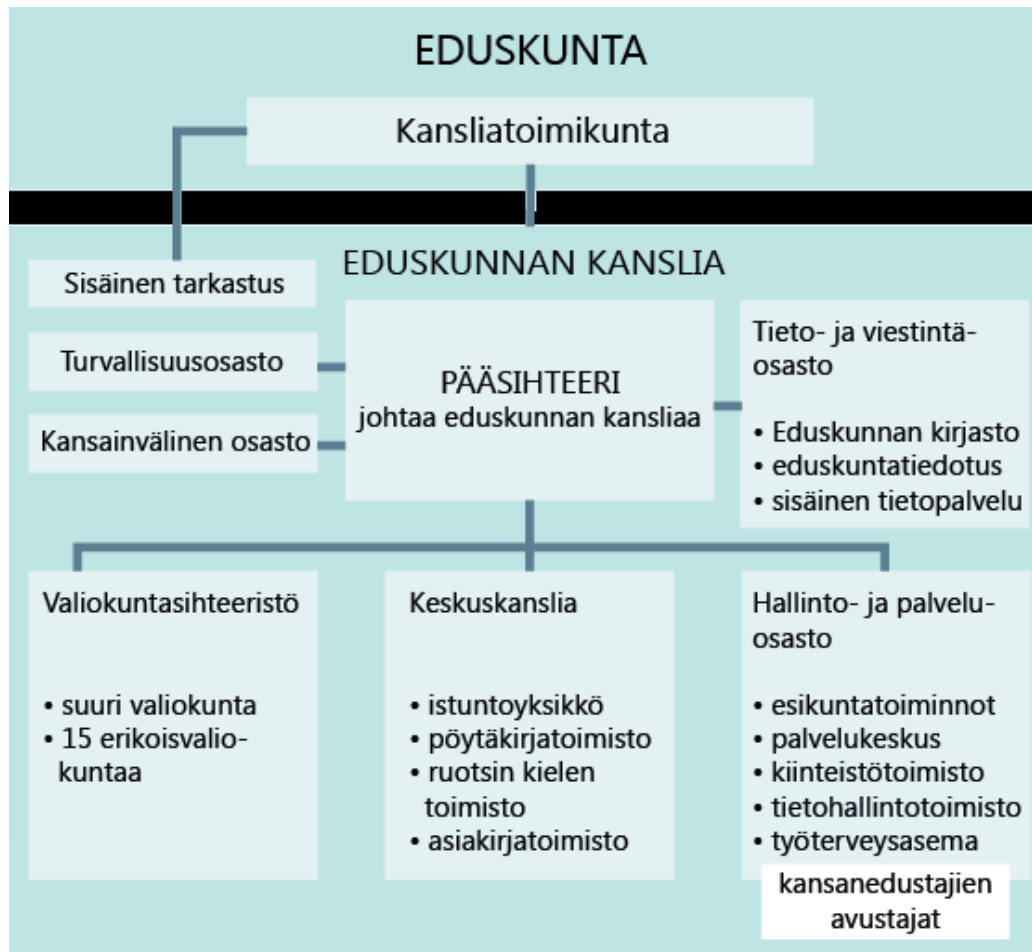 EDUSKUNTA
Kansliatoimikunta
EDUSKUNNAN KANSLIA
Sisäinen tarkastus
Turvallisuusosasto
Kansainvälinen osasto
PÄÄSIHTEERI
johtaa eduskunnan kansliaa
Tieto- ja viestintä-
osasto
• Eduskunnan kirjasto
• eduskuntatiedotus
• sisäinen tietopalvelu
Valiokuntasihteeristö
• suuri valiokunta
• 15 erikoisvalio-
kuntaa
Keskuskanslia
• istuntoyksikkö
• pöytäkirjatoimisto
• ruotsin kielen
toimisto
• asiakirjatoimisto
Hallinto- ja palvelu-
osasto
• esikuntatoiminnot
• palvelukeskus
• kiinteistötoimisto
• tietohallintotoimisto
• työterveysasema
kansanedustajien
avustajat